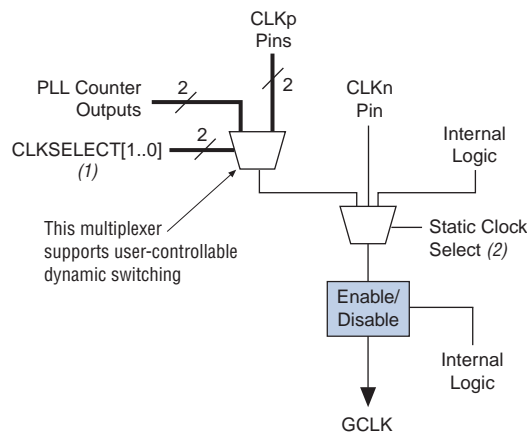 CLKp
Pins
2
PLL Counter
Outputs
2
CLKn
Pin
CLKSELECT[1..0]
(1)
2
Internal
Logic
This multiplexer
supports user-controllable
dynamic switching
Static Clock
Select (2)
Enable/
Disable
Internal
Logic
GCLK